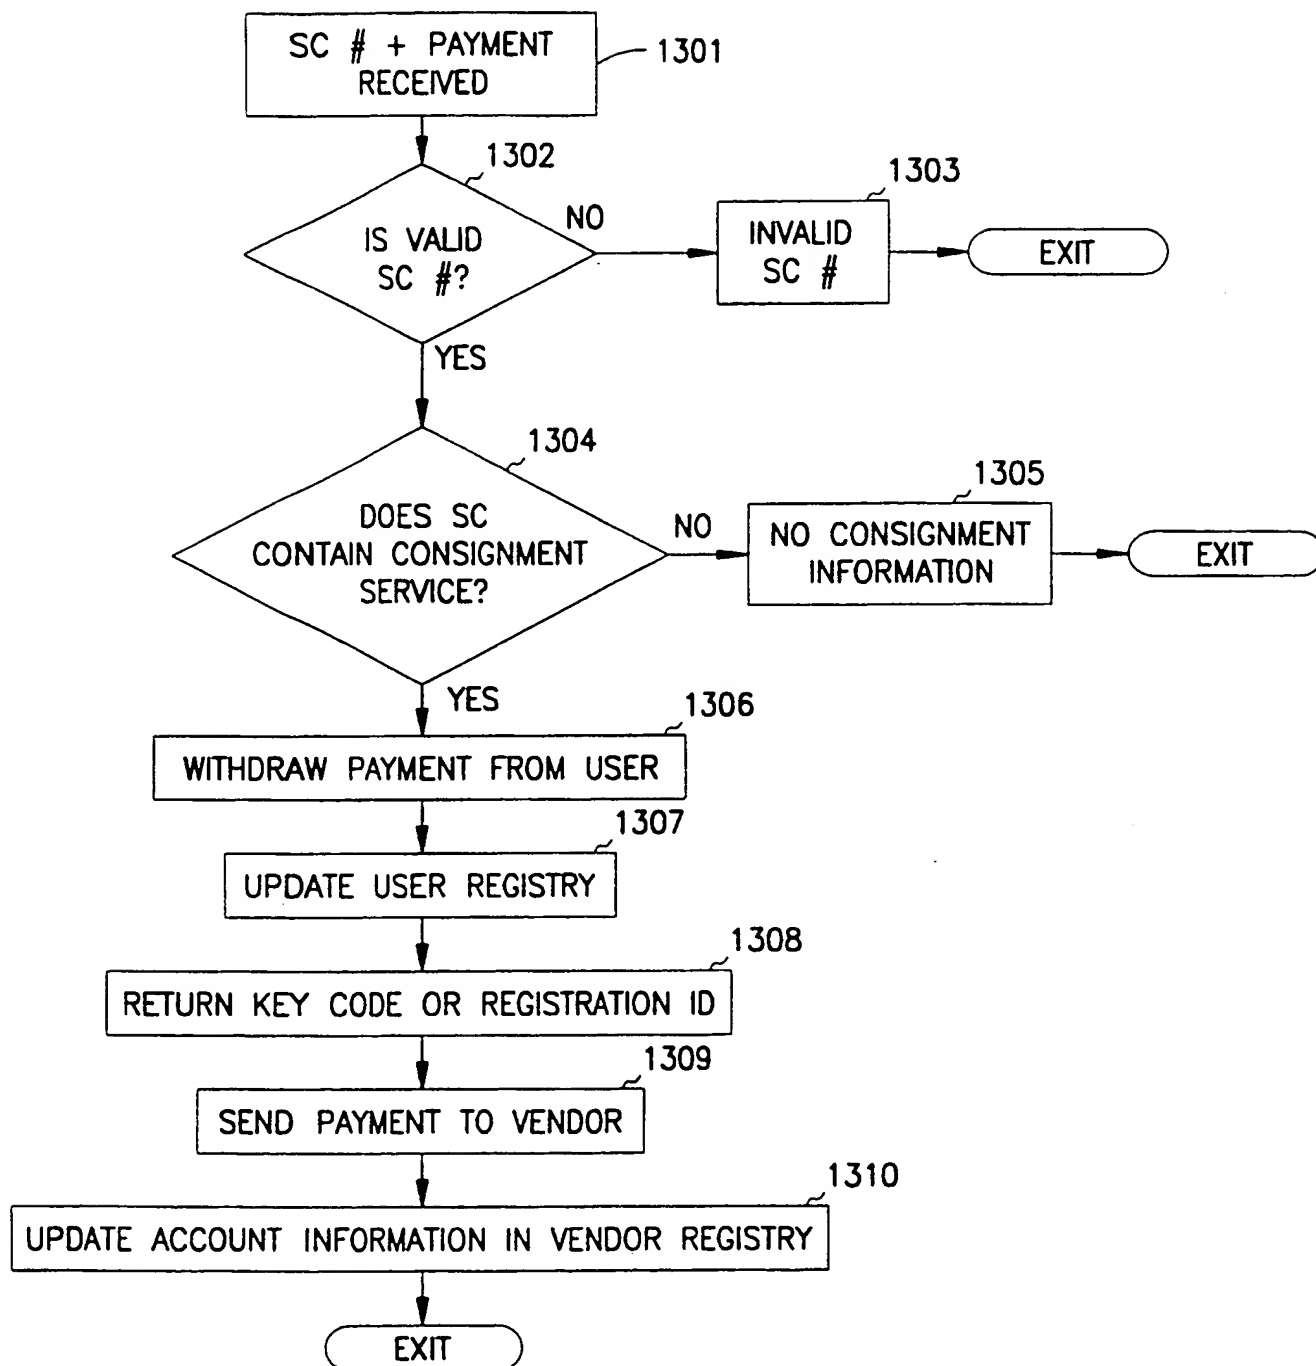 SC # + PAYMENT
RECEIVED
1301
1302
IS VALID
SC #?
NO
1303
INVALID
SC #
EXIT
YES
1304
DOES SC
CONTAIN CONSIGNMENT
SERVICE?
NO
1305
NO CONSIGNMENT
INFORMATION
EXIT
YES
1306
WITHDRAW PAYMENT FROM USER
1307
UPDATE USER REGISTRY
1308
RETURN KEY CODE OR REGISTRATION ID
1309
SEND PAYMENT TO VENDOR
1310
UPDATE ACCOUNT INFORMATION IN VENDOR REGISTRY
EXIT